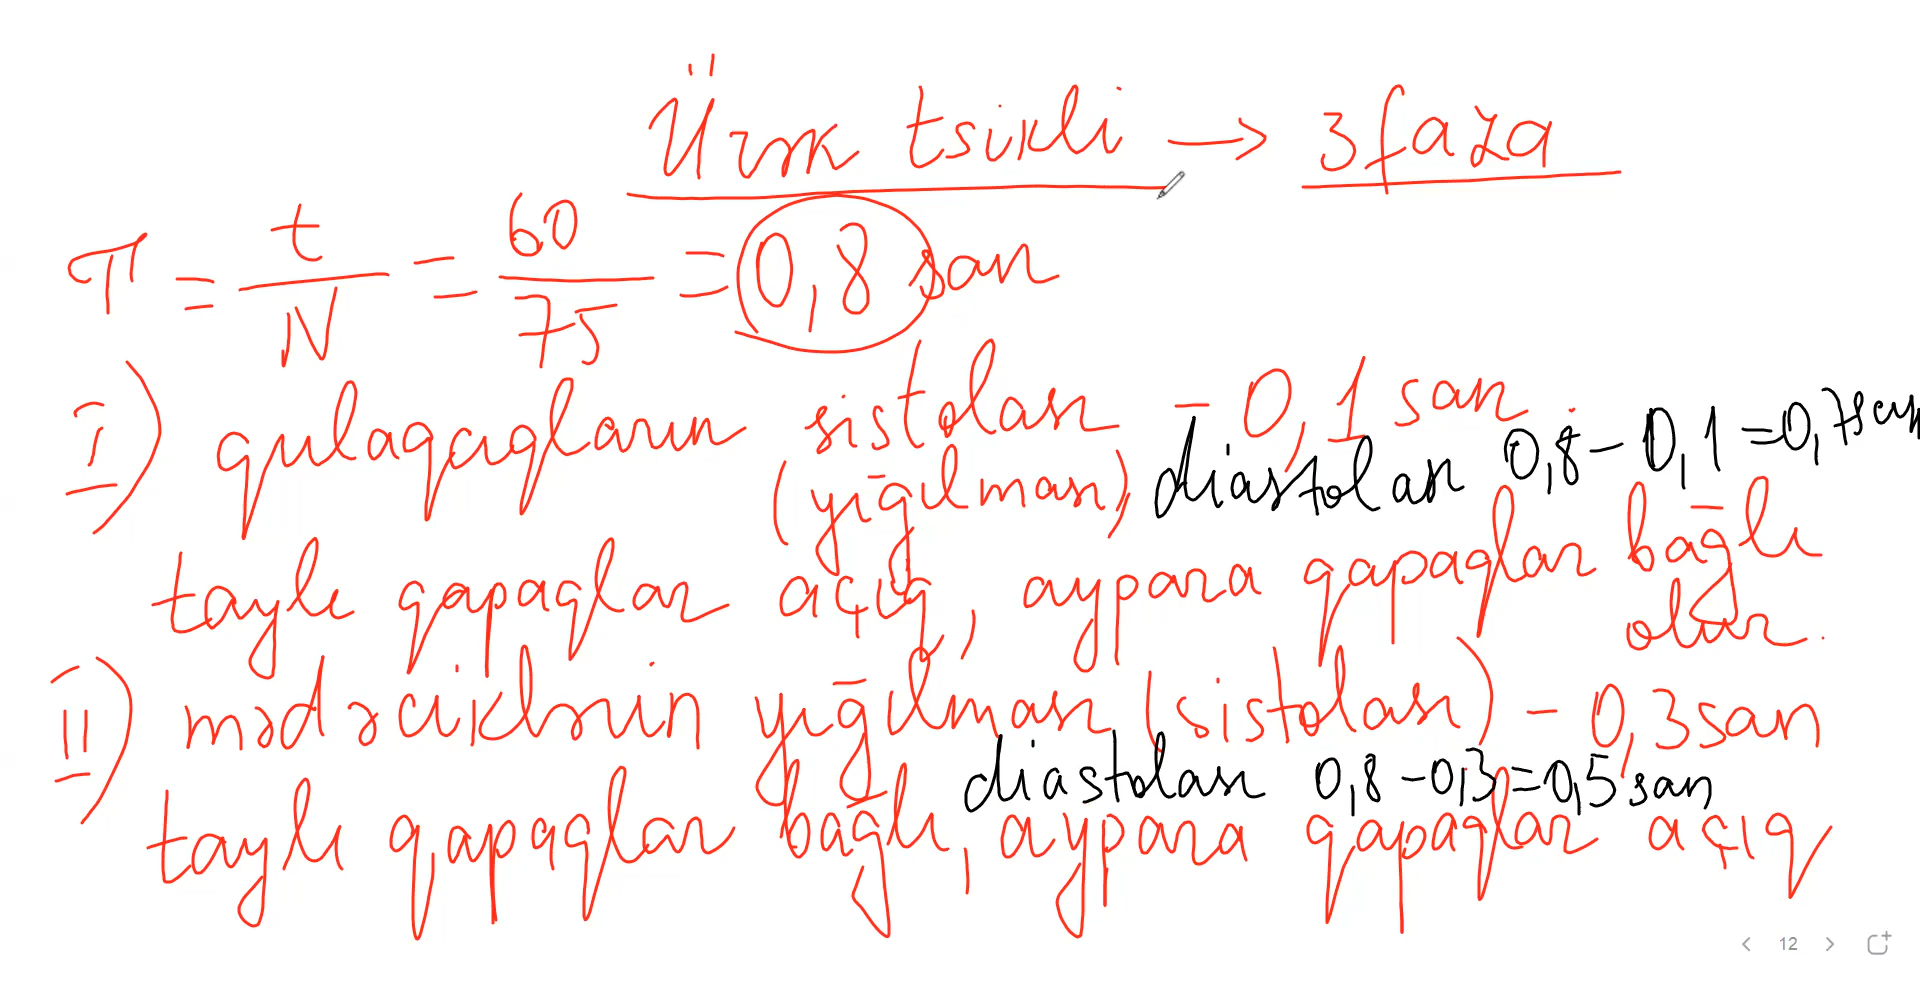 Ürək tsikli → 3 faza
T = t/N = 60/75 = 0,8 san
I) qulaqcıqların sistolası - 0,1 san
(yığılması) diastolası 0,8 - 0,1 = 0,7 san
taylı qapaqlar açıq, aypara qapaqlar bağlı
olur.
II) mədəciklərin yığılması (sistolası) - 0,3 san
diastolası 0,8 - 0,3 = 0,5 san
taylı qapaqlar bağlı, aypara qapaqlar açıq
12